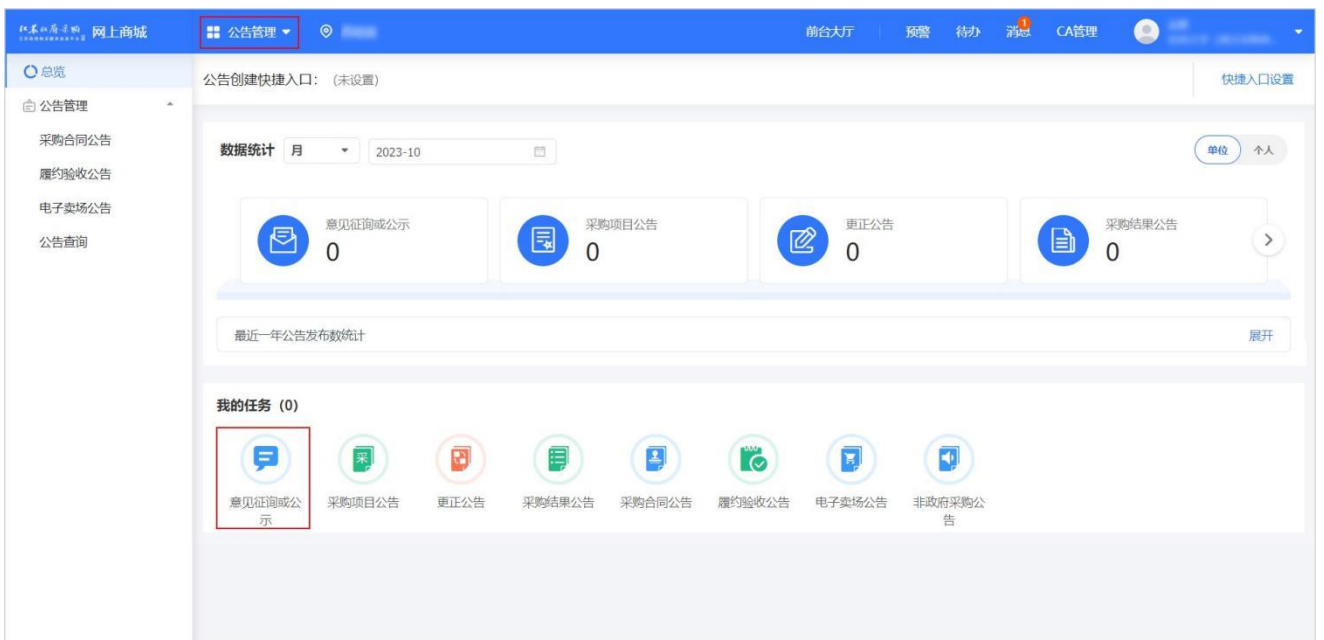 网上商城
公告管理
前台大厅
预警
待办
消息
1
CA管理
总览
公告管理
采购合同公告
履约验收公告
电子卖场公告
公告查询
公告创建快捷入口： (未设置)
快捷入口设置
数据统计
月
2023-10
单位
个人
意见征询或公示
0
采购项目公告
0
更正公告
0
采购结果公告
0
最近一年公告发布数统计
展开
我的任务 (0)
采
意见征询或公
示
采购项目公告
更正公告
采购结果公告
采购合同公告
履约验收公告
电子卖场公告
非政府采购公
告